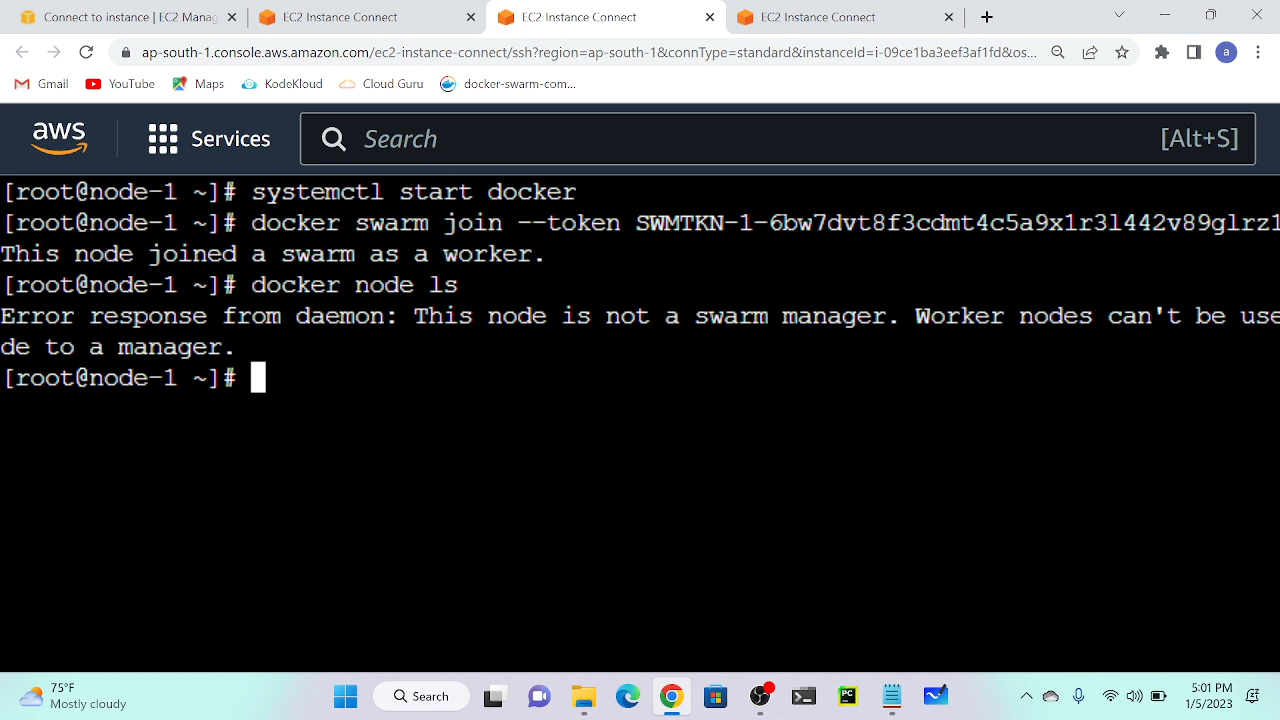 Connect to instance | EC2 Manag
EC2 Instance Connect
EC2 Instance Connect
EC2 Instance Connect
ap-south-1.console.aws.amazon.com/ec2-instance-connect/ssh?region=ap-south-1&connType=standard&instanceId=i-09ce1ba3eef3af1fd&os...
a
Gmail
YouTube
Maps
KodeKloud
Cloud Guru
docker-swarm-com...
aws
Services
Search
[Alt+S]
[root@node-1 ~]# systemctl start docker
[root@node-1 ~]# docker swarm join --token SWMTKN-1-6bw7dvt8f3cdmt4c5a9x1r3l442v89glrz1
This node joined a swarm as a worker.
[root@node-1 ~]# docker node ls
Error response from daemon: This node is not a swarm manager. Worker nodes can't be use
de to a manager.
[root@node-1 ~]#
75°F
Mostly cloudy
Search
PC
5:01 PM
1/5/2023